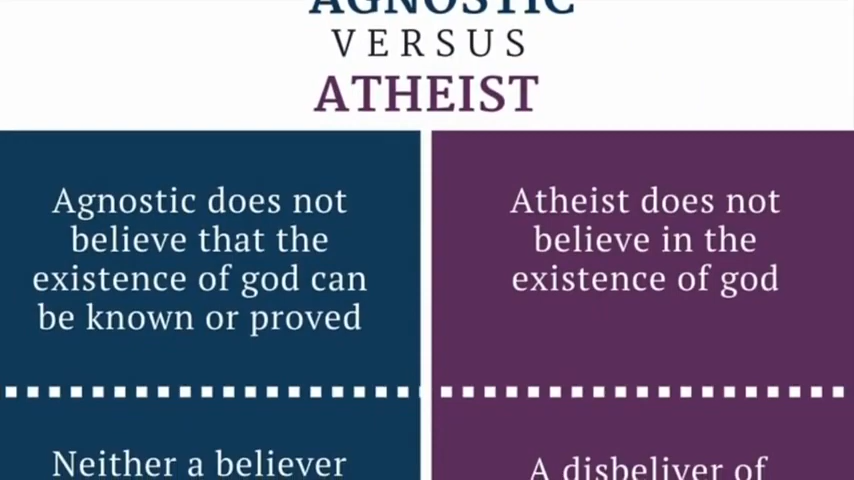 AGNOSTIC
VERSUS
ATHEIST
Agnostic does not
believe that the
existence of god can
be known or proved
Atheist does not
believe in the
existence of god
Neither a believer
A disbeliver of